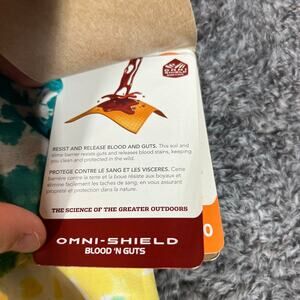 RESIST AND RELEASE BLOOD AND GUTS. This soil and
stain barrier resists guts and releases blood stains, keeping
you clean and protected in the wild.
PROTEGE CONTRE LE SANG ET LES VISCERES. Cette
barrière contre la terre et la boue résiste aux boyaux et
élimine facilement les taches de sang, en vous assurant
propreté et protection dans la nature.
THE SCIENCE OF THE GREATER OUTDOORS
OMNI-SHIELD
BLOOD 'N GUTS